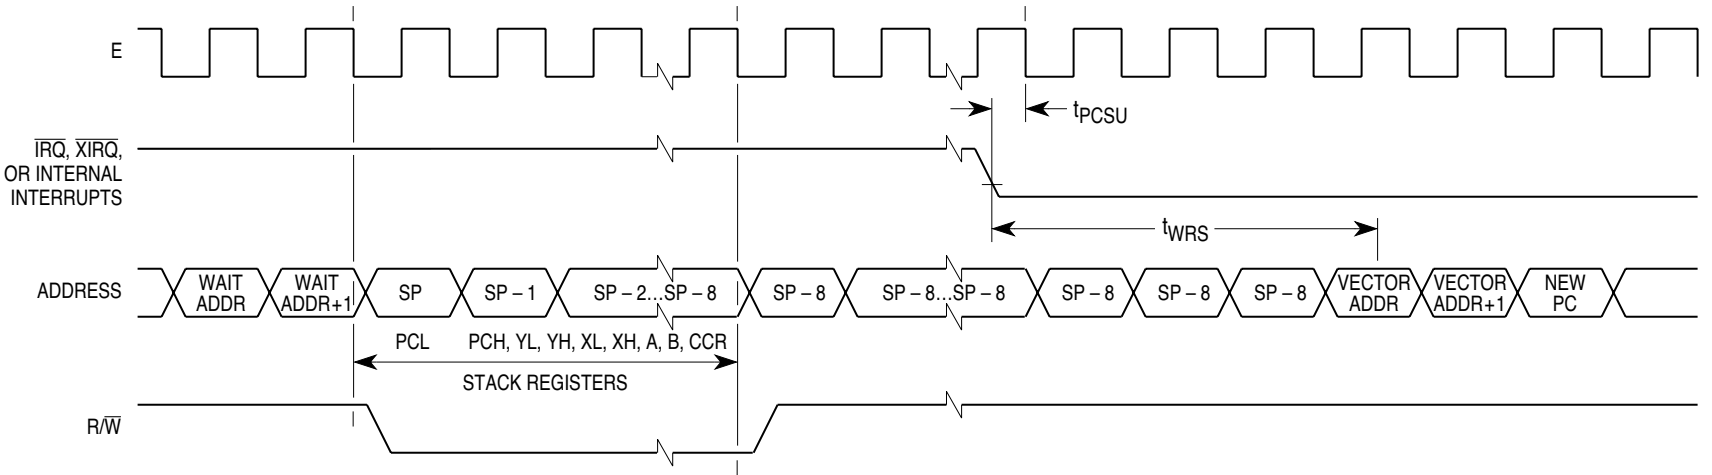 E
tPCSU
IRQ, XIRQ,
OR INTERNAL
INTERRUPTS
tWRS
ADDRESS
WAIT
ADDR
WAIT
ADDR+1
SP
SP – 1
SP – 2...SP – 8
SP – 8
SP – 8...SP – 8
SP – 8
SP – 8
SP – 8
VECTOR
ADDR
VECTOR
ADDR+1
NEW
PC
PCL
PCH, YL, YH, XL, XH, A, B, CCR
STACK REGISTERS
R/W